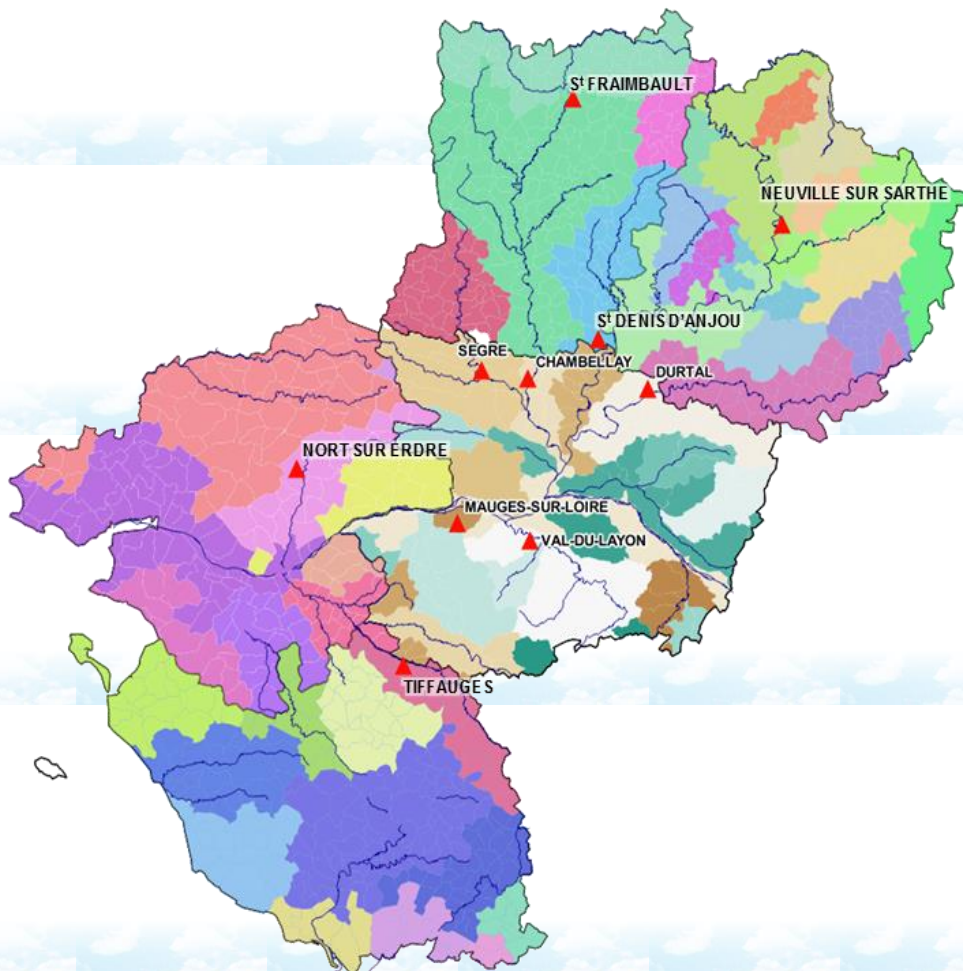 Sᵗ FRAIMBAULT
NEUVILLE SUR SARTHE
Sᵗ DENIS D'ANJOU
SEGRE
CHAMBELLAY
DURTAL
NORT SUR ERDRE
MAUGES-SUR-LOIRE
VAL-DU-LAYON
TIFFAUGES